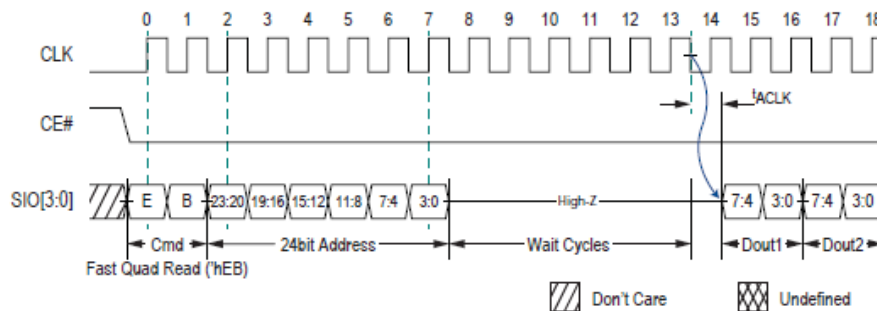 0 1 2 3 4 5 6 7 8 9 10 11 12 13 14 15 16 17 18
CLK
tACLK
CE#
SIO[3:0] E B 23:20 19:16 15:12 11:8 7:4 3:0 High-Z 7:4 3:0 7:4 3:0
Cmd 24bit Address Wait Cycles Dout1 Dout2
Fast Quad Read ('hEB)
Don't Care Undefined